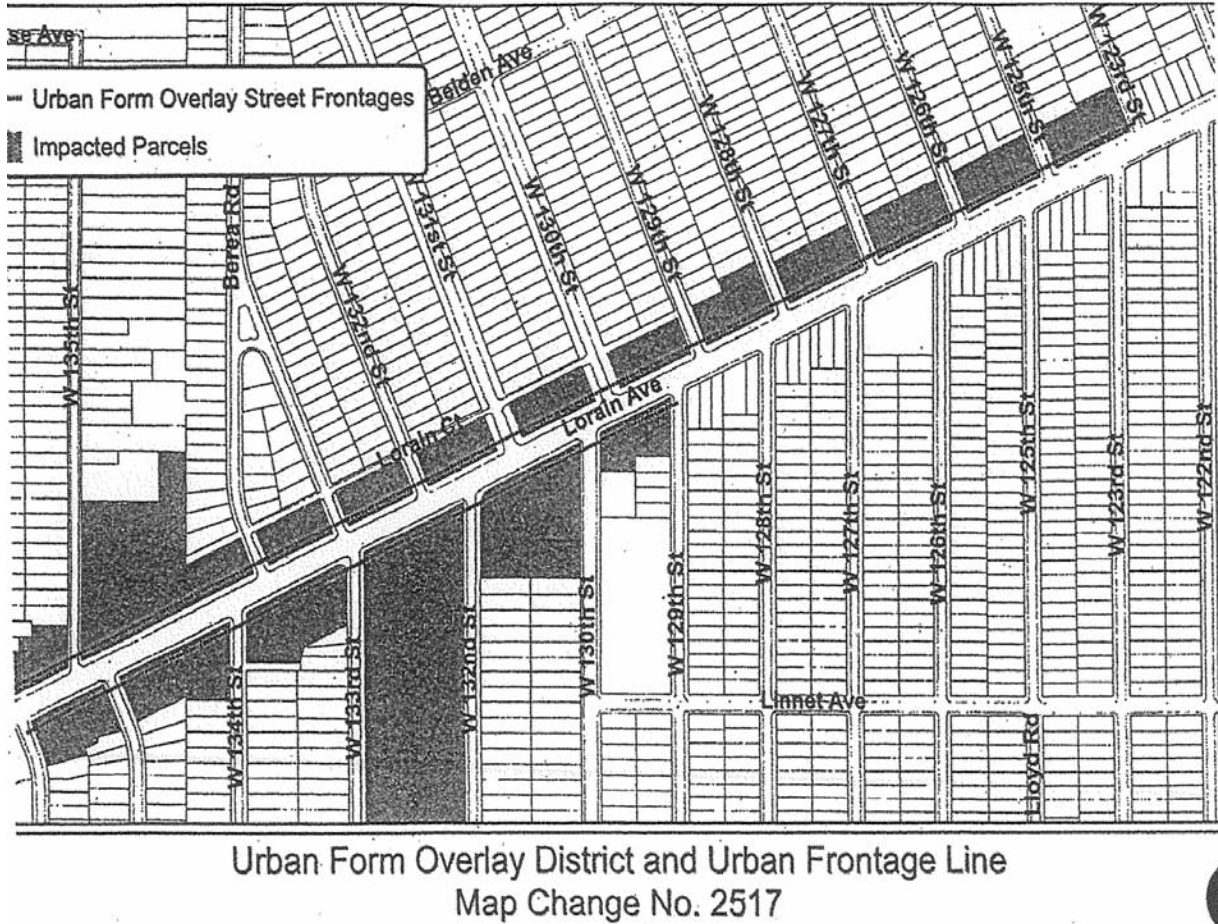 se Ave
Urban Form Overlay Street Frontages
Impacted Parcels
Belden Ave
W 123rd St
W 126th St
W 127th St
W 128th St
W 129th St
W 130th St
W 131st St
W 132nd St
Berea Rd
W 135th St
Lorain Ct
Lorain Ave
W 134th St
W 133rd St
W 132nd St
W 130th St
W 129th St
W 128th St
W 127th St
W 126th St
W 125th St
W 123rd St
W 122nd St
Linnet Ave
Lloyd Rd
Urban Form Overlay District and Urban Frontage Line
Map Change No. 2517